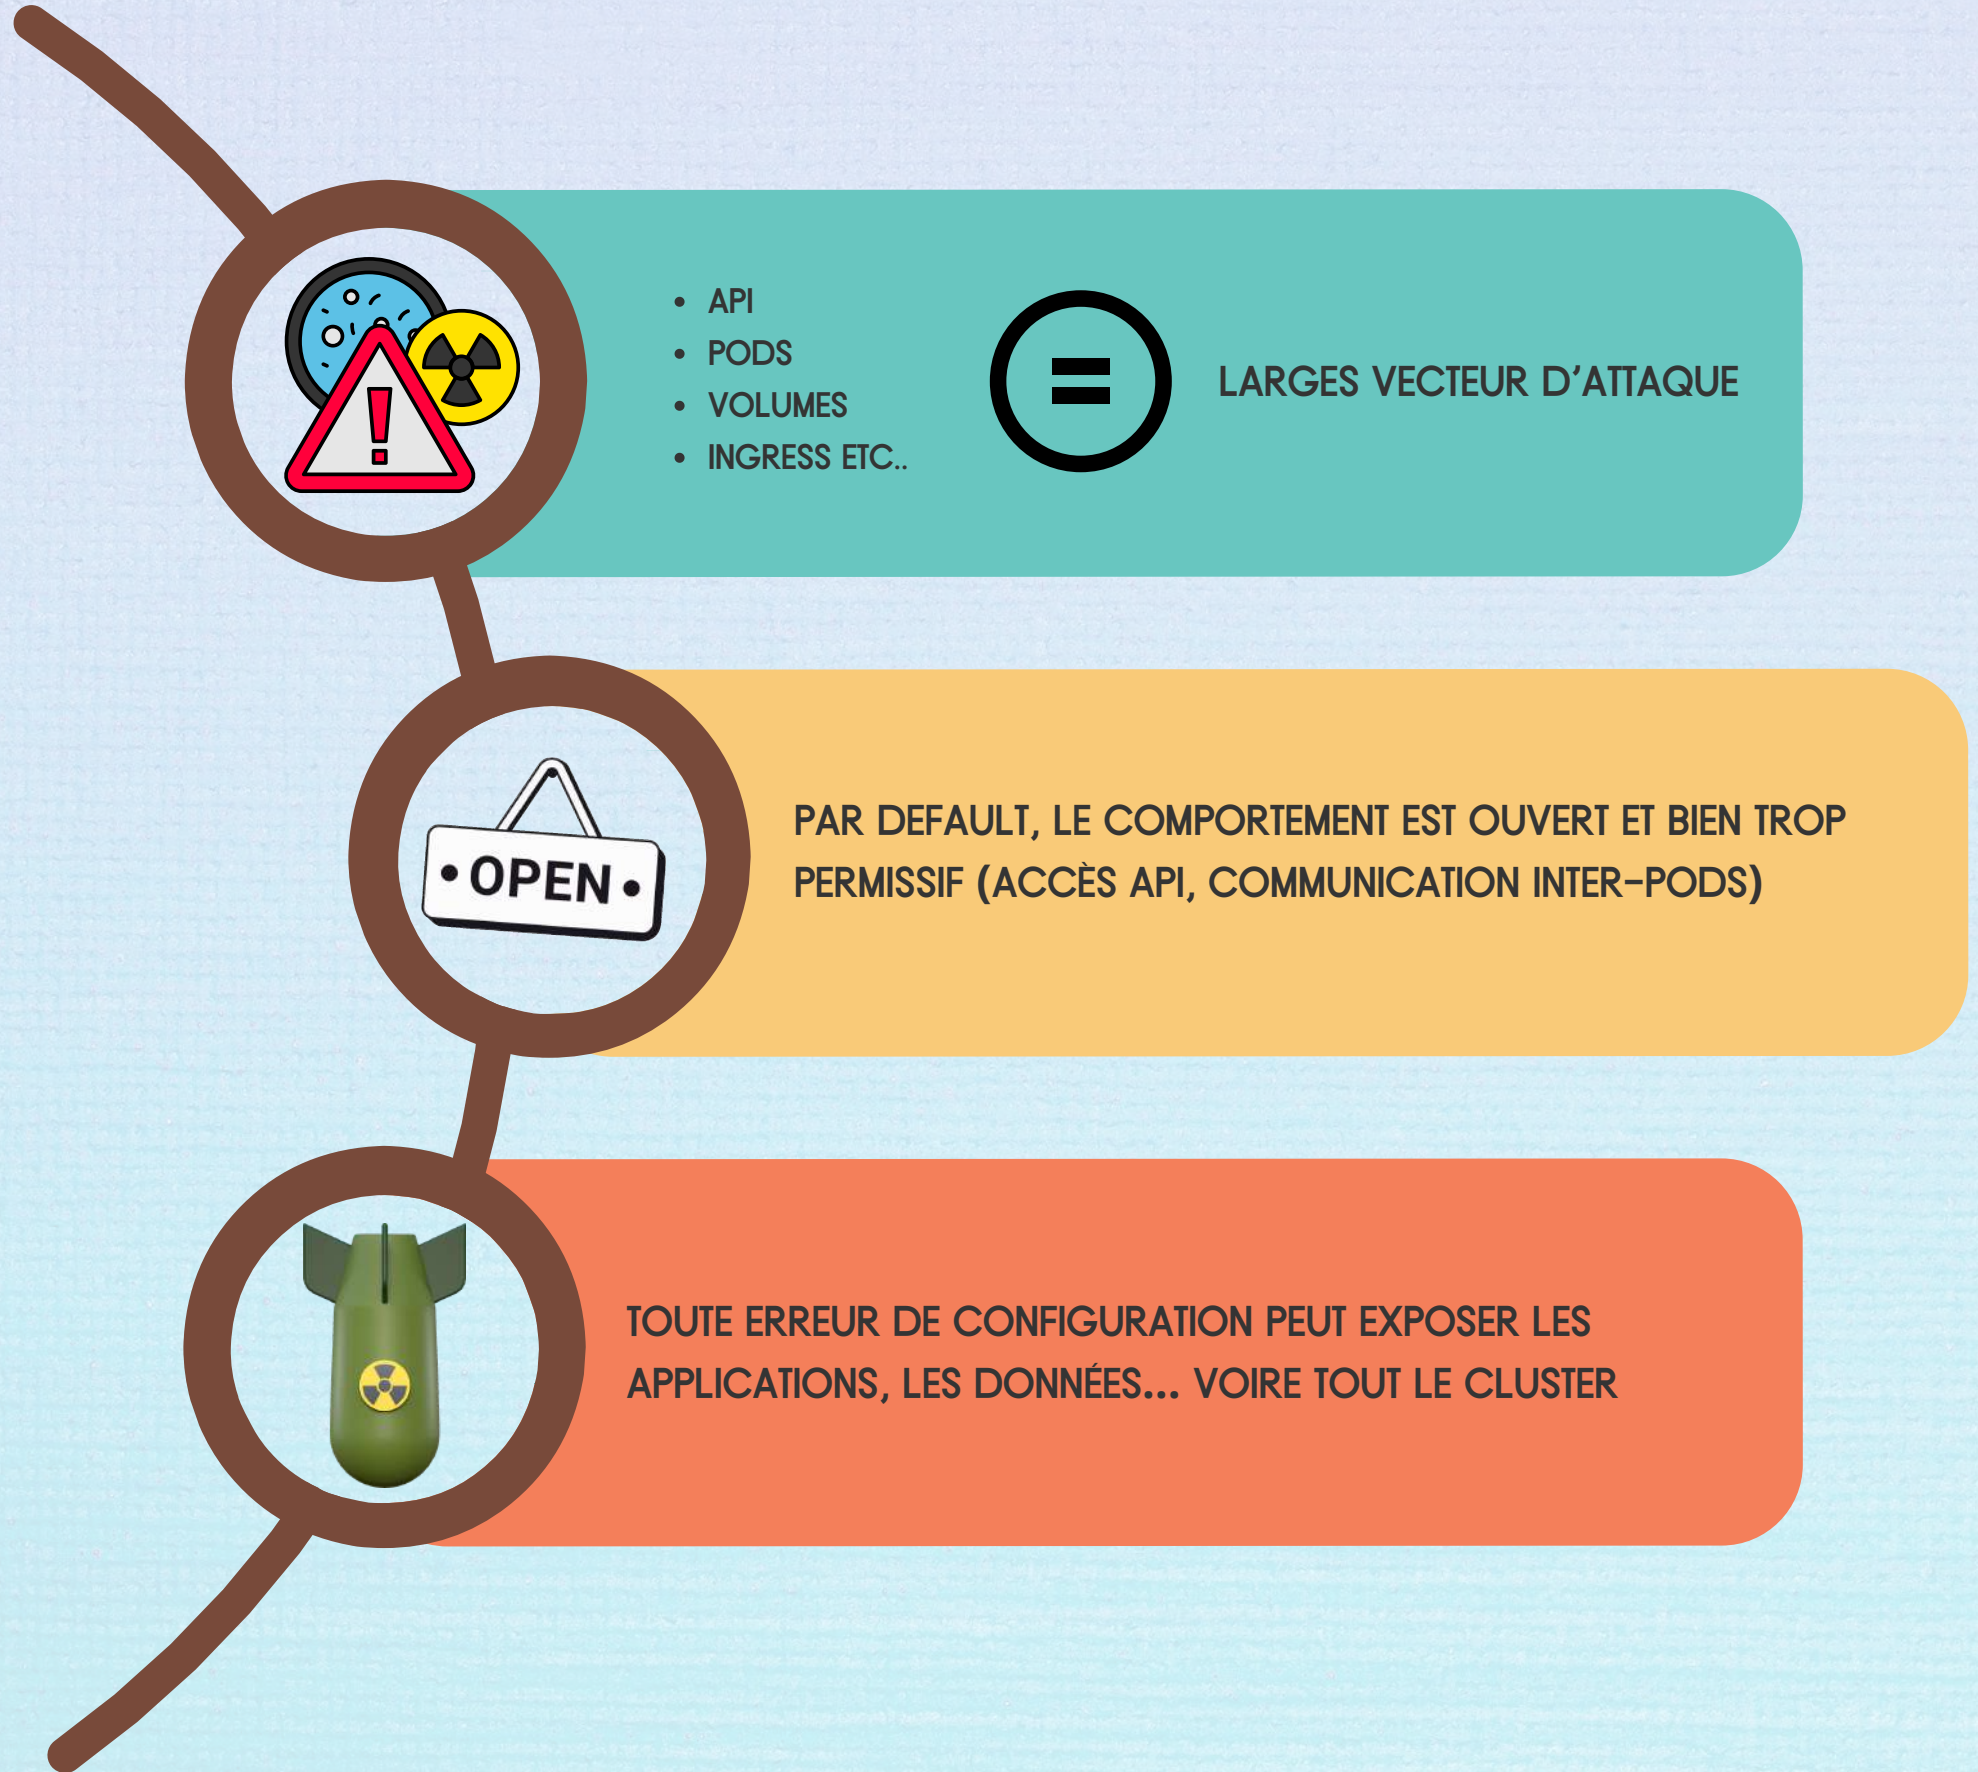 • API
• PODS
• VOLUMES
• INGRESS ETC..
=
LARGES VECTEUR D'ATTAQUE
• OPEN •
PAR DEFAULT, LE COMPORTEMENT EST OUVERT ET BIEN TROP
PERMISSIF (ACCÈS API, COMMUNICATION INTER-PODS)
TOUTE ERREUR DE CONFIGURATION PEUT EXPOSER LES
APPLICATIONS, LES DONNÉES... VOIRE TOUT LE CLUSTER